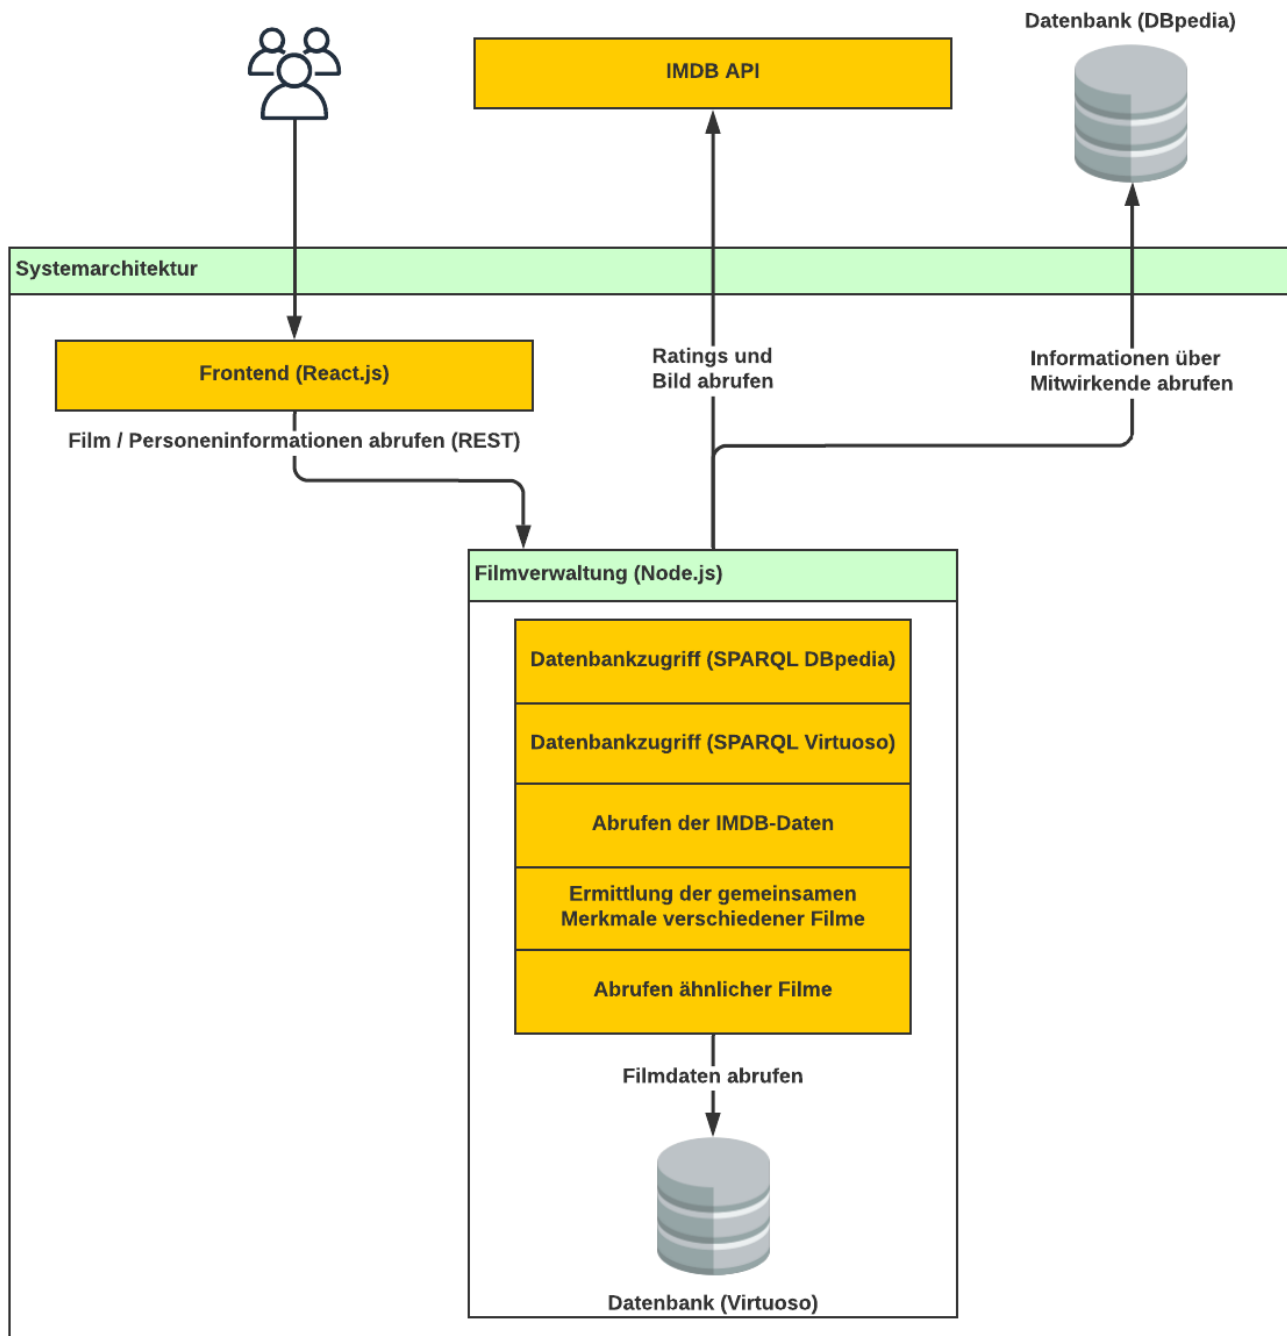 Datenbank (DBpedia)
IMDB API
Systemarchitektur
Frontend (React.js)
Ratings und
Bild abrufen
Informationen über
Mitwirkende abrufen
Film / Personeninformationen abrufen (REST)
Filmverwaltung (Node.js)
Datenbankzugriff (SPARQL DBpedia)
Datenbankzugriff (SPARQL Virtuoso)
Abrufen der IMDB-Daten
Ermittlung der gemeinsamen
Merkmale verschiedener Filme
Abrufen ähnlicher Filme
Filmdaten abrufen
Datenbank (Virtuoso)